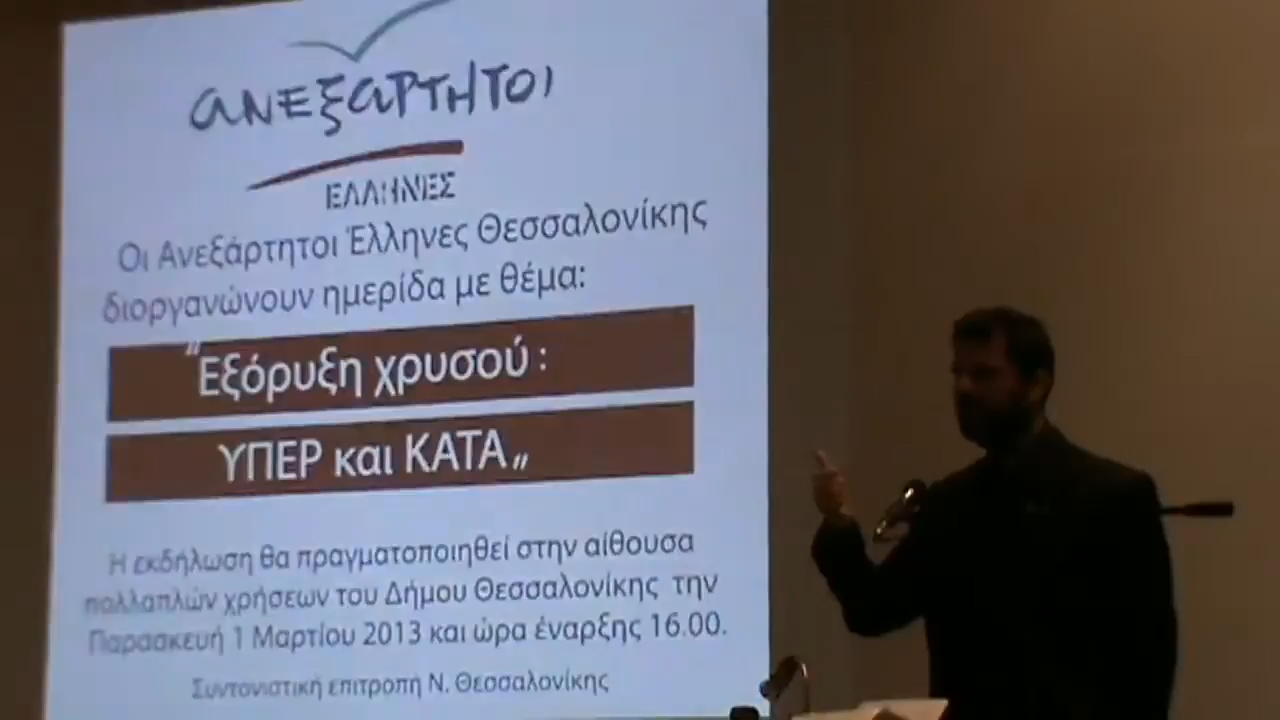 ανεξαρτητοι
ΕΛΛΗΝΕΣ
Οι Ανεξάρτητοι Έλληνες Θεσσαλονίκης
διοργανώνουν ημερίδα με θέμα:
"Εξόρυξη χρυσού :
ΥΠΕΡ και ΚΑΤΑ„
Η εκδήλωση θα πραγματοποιηθεί στην αίθουσα
πολλαπλών χρήσεων του Δήμου Θεσσαλονίκης την
Παρασκευή 1 Μαρτίου 2013 και ώρα έναρξης 16.00.
Συντονιστική επιτροπή Ν. Θεσσαλονίκης